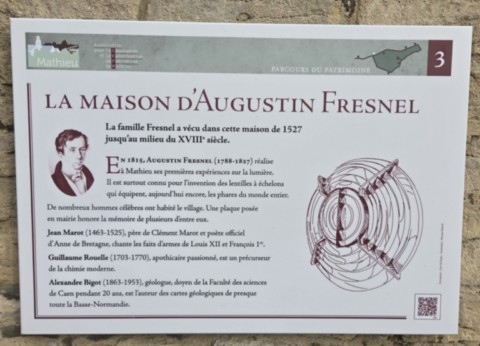 Mathieu
PARCOURS DU PATRIMOINE
3
LA MAISON D'AUGUSTIN FRESNEL
La famille Fresnel a vécu dans cette maison de 1527
jusqu'au milieu du XVIIIe siècle.
EN 1815, AUGUSTIN FRESNEL (1788-1827) réalise
à Mathieu ses premières expériences sur la lumière.
Il est surtout connu pour l'invention des lentilles à échelons
qui équipent, aujourd'hui encore, les phares du monde entier.
De nombreux hommes célèbres ont habité le village. Une plaque posée
en mairie honore la mémoire de plusieurs d'entre eux.
Jean Marot (1463-1525), père de Clément Marot et poète officiel
d'Anne de Bretagne, chante les faits d'armes de Louis XII et François 1er.
Guillaume Rouelle (1703-1770), apothicaire passionné, est un précurseur
de la chimie moderne.
Alexandre Bigot (1863-1953), géologue, doyen de la Faculté des sciences
de Caen pendant 20 ans, est l'auteur des cartes géologiques de presque
toute la Basse-Normandie.